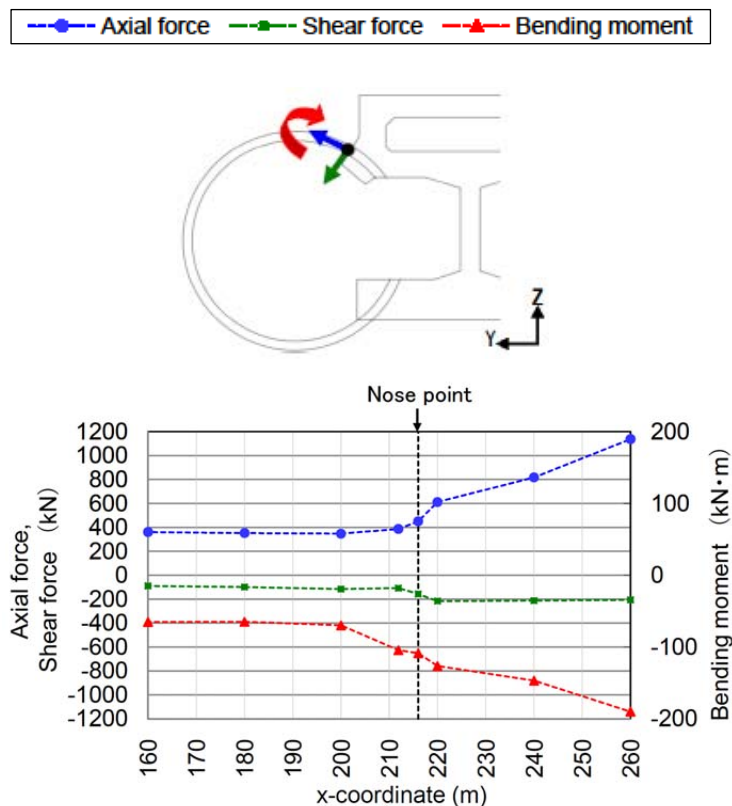 Axial force Shear force Bending moment
Z
Y
Nose point
1200 200
1000
800
600 100
400
200
0 0
-200
-400
-600 -100
-800
-1000
-1200 -200
Axial force,
Shear force （kN）
Bending moment （kN・m）
160 170 180 190 200 210 220 230 240 250 260
x-coordinate (m)